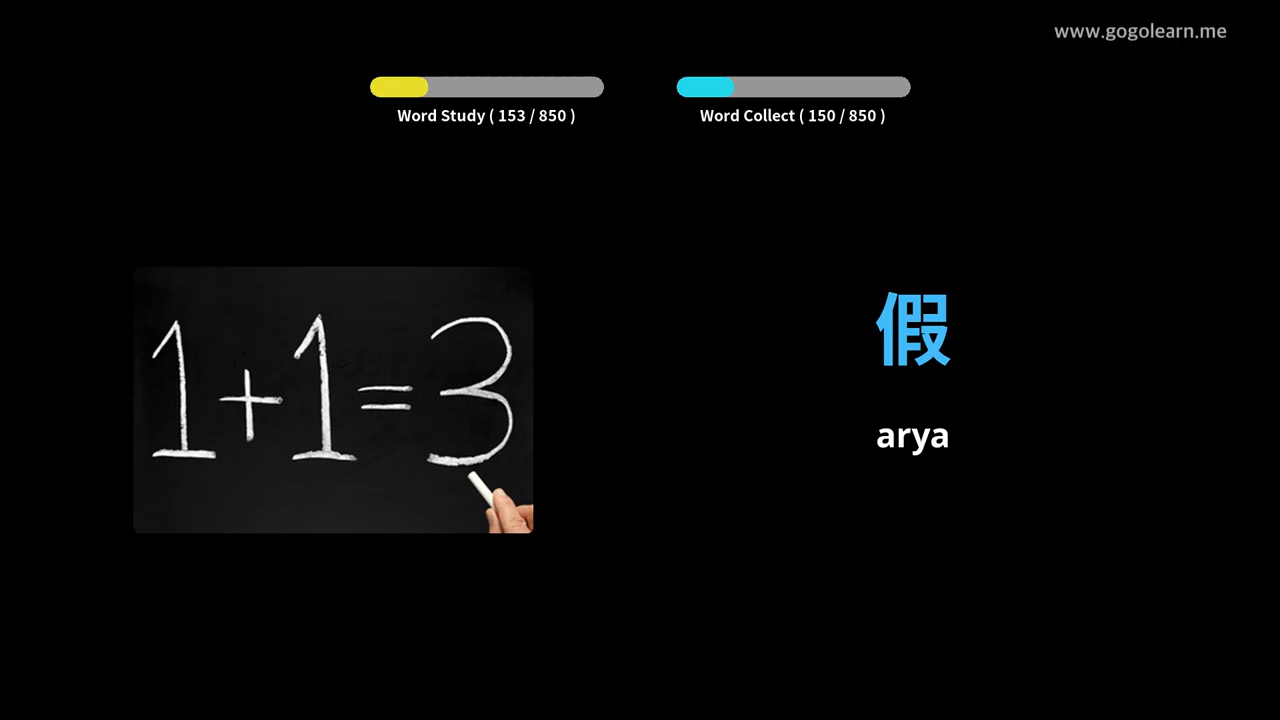 www.gogolearn.me
Word Study ( 153 / 850 )
Word Collect ( 150 / 850 )
1+1=3
假
arya